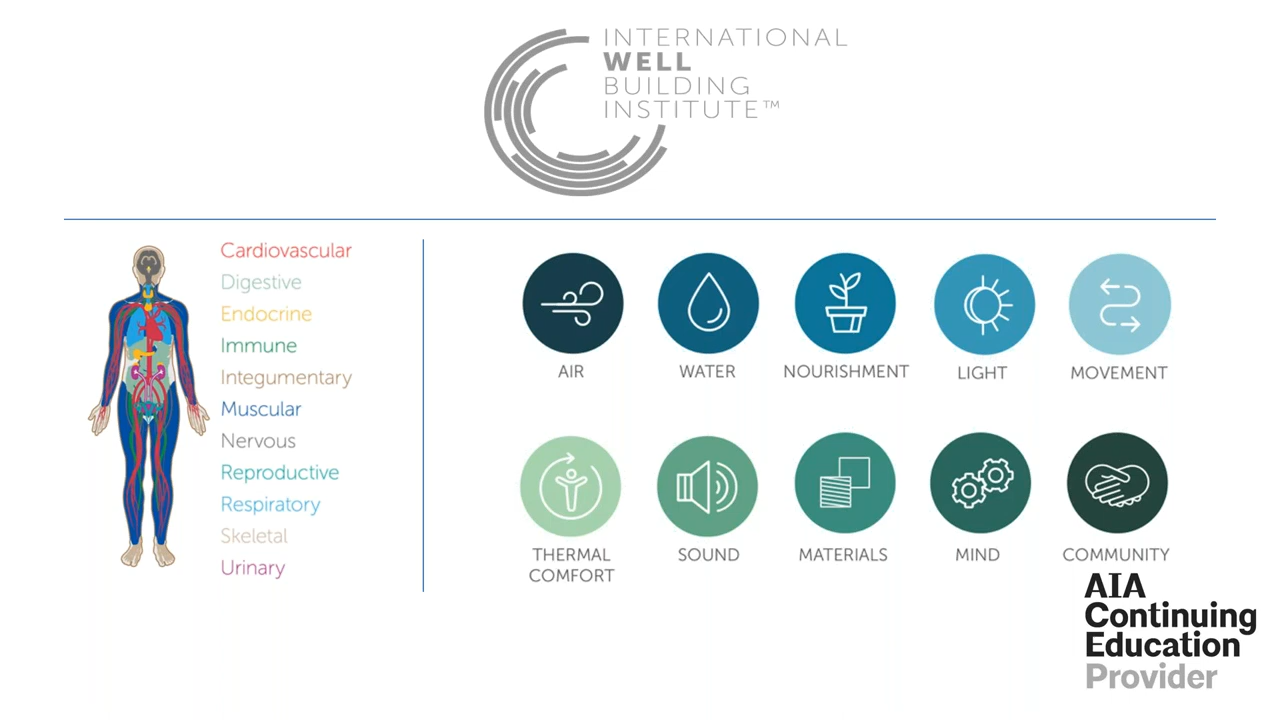 INTERNATIONAL
WELL
BUILDING
INSTITUTE™
Cardiovascular
Digestive
Endocrine
Immune
Integumentary
Muscular
Nervous
Reproductive
Respiratory
Skeletal
Urinary
AIR
WATER
NOURISHMENT
LIGHT
MOVEMENT
THERMAL
COMFORT
SOUND
MATERIALS
MIND
COMMUNITY
AIA
Continuing
Education
Provider